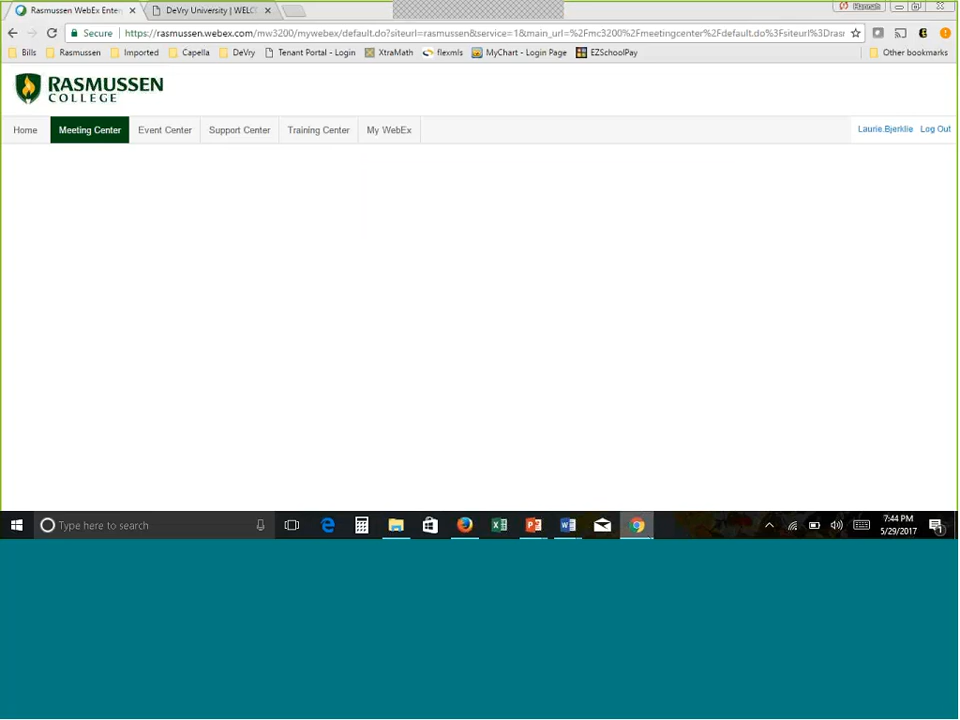 Rasmussen WebEx Enter
DeVry University | WELC
Hannah
Secure
https://rasmussen.webex.com/mw3200/mywebex/default.do?siteurl=rasmussen&service=1&main_url=%2Fmc3200%2Fmeetingcenter%2Fdefault.do%3Fsiteurl%3Dras
Bills Rasmussen Imported Capella DeVry Tenant Portal - Login XtraMath flexmls MyChart - Login Page EZSchoolPay Other bookmarks
RASMUSSEN
COLLEGE
Home Meeting Center Event Center Support Center Training Center My WebEx Laurie.Bjerklie Log Out
Type here to search
7:44 PM
5/29/2017